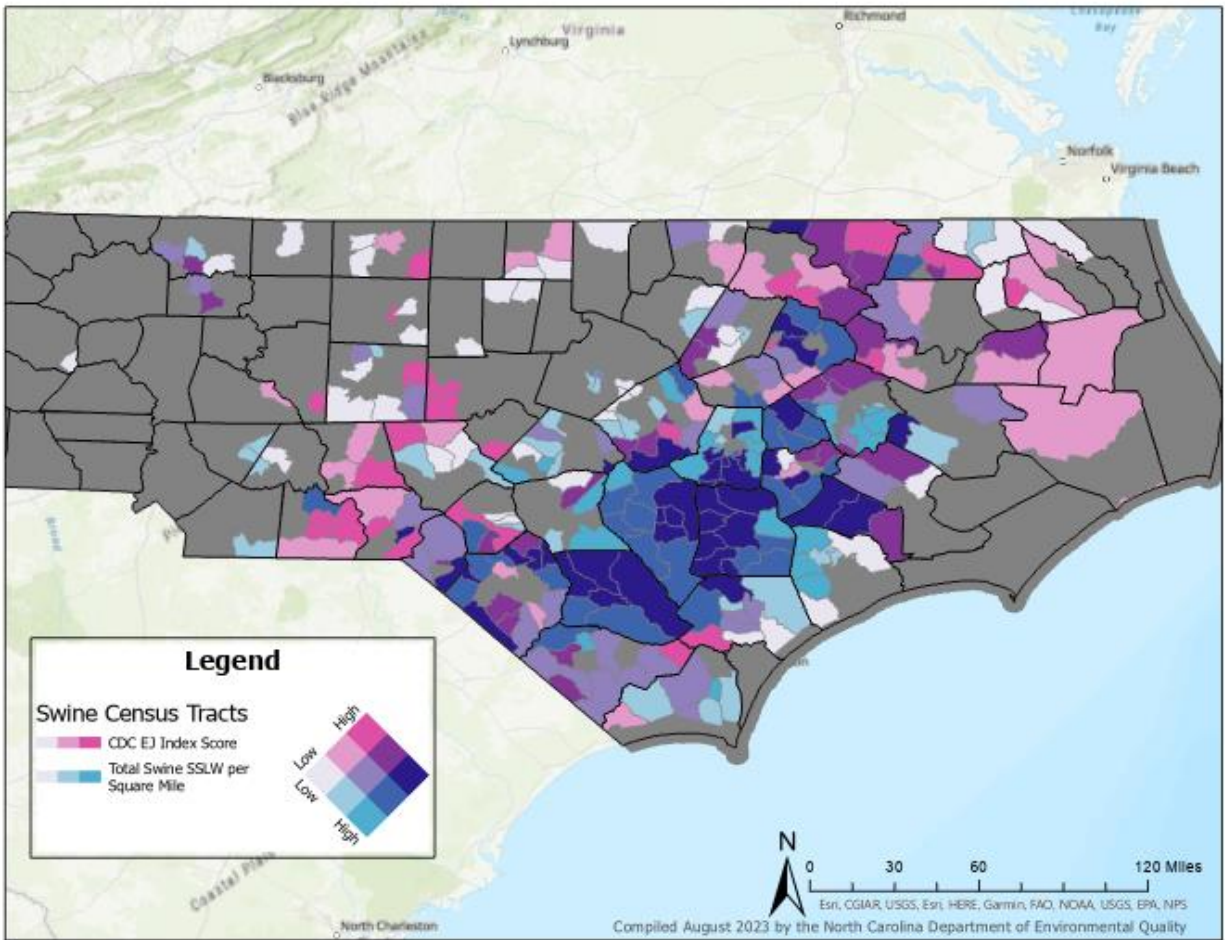 Richmond
Chesapeake
Bay
James
Lynchburg
Virginia
Blacksburg
Blue Ridge Mountains
Norfolk
Virginia Beach
Broad
Legend
Swine Census Tracts
CDC EJ Index Score
Total Swine SSLW per
Square Mile
High
Low
Low
High
Coastal Plain
North Charleston
N
0 30 60 120 Miles
Esri, CGIAR, USGS, Esri, HERE, Garmin, FAO, NOAA, USGS, EPA, NPS
Compiled August 2023 by the North Carolina Department of Environmental Quality